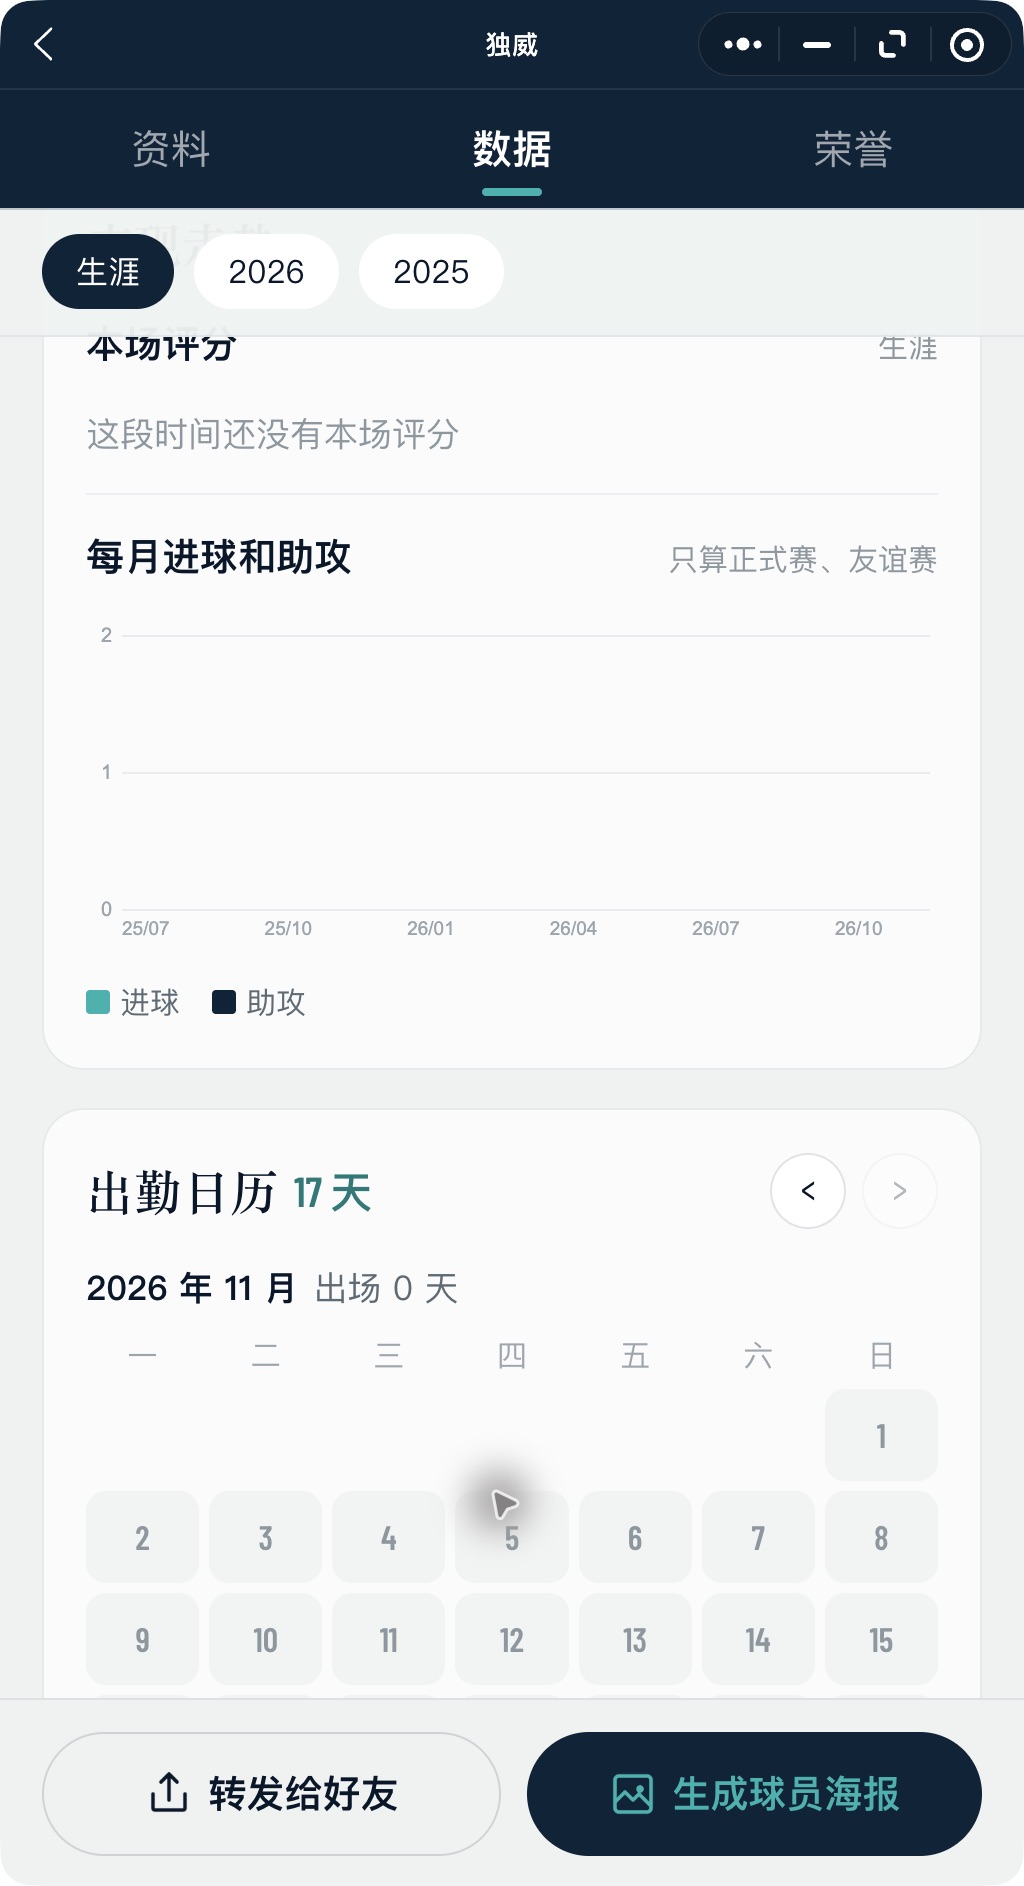 独威
资料 数据 荣誉
生涯 2026 2025
本场评分 生涯
这段时间还没有本场评分
每月进球和助攻 只算正式赛、友谊赛
2
1
0
25/07 25/10 26/01 26/04 26/07 26/10
进球 助攻
出勤日历 17 天 < >
2026 年 11 月 出场 0 天
一 二 三 四 五 六 日
1
2 3 4 5 6 7 8
9 10 11 12 13 14 15
转发给好友 生成球员海报